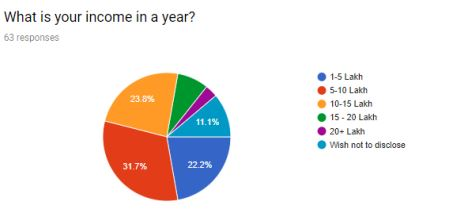 What is your income in a year?
63 responses
23.8%
11.1%
31.7%
22.2%
1-5 Lakh
5-10 Lakh
10-15 Lakh
15 - 20 Lakh
20+ Lakh
Wish not to disclose